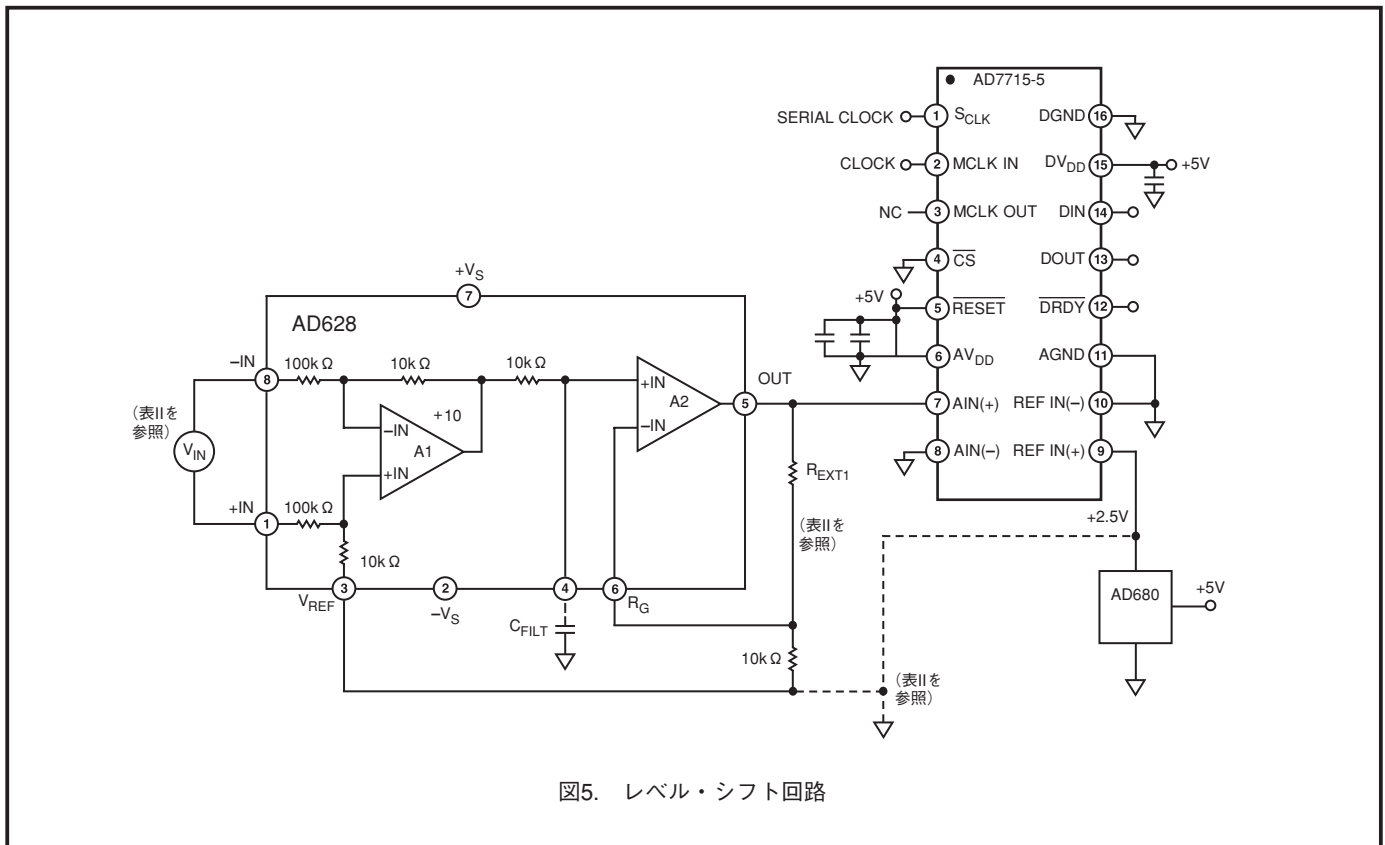 AD7715-5
SERIAL CLOCK
1
SCLK
DGND
16
CLOCK
2
MCLK IN
DVDD
15
+5V
NC
3
MCLK OUT
DIN
14
4
CS
DOUT
13
+5V
5
RESET
DRDY
12
6
AVDD
AGND
11
7
AIN(+)
REF IN(–)
10
8
AIN(–)
REF IN(+)
9
+VS
7
AD628
–IN
8
100kΩ
10kΩ
10kΩ
+10
–IN
A1
+IN
+IN
A2
–IN
OUT
5
(表IIを
参照)
VIN
+IN
1
100kΩ
10kΩ
3
VREF
2
–VS
4
CFILT
6
RG
REXT1
(表IIを
参照)
10kΩ
(表IIを
参照)
+2.5V
AD680
+5V
図5. レベル・シフト回路